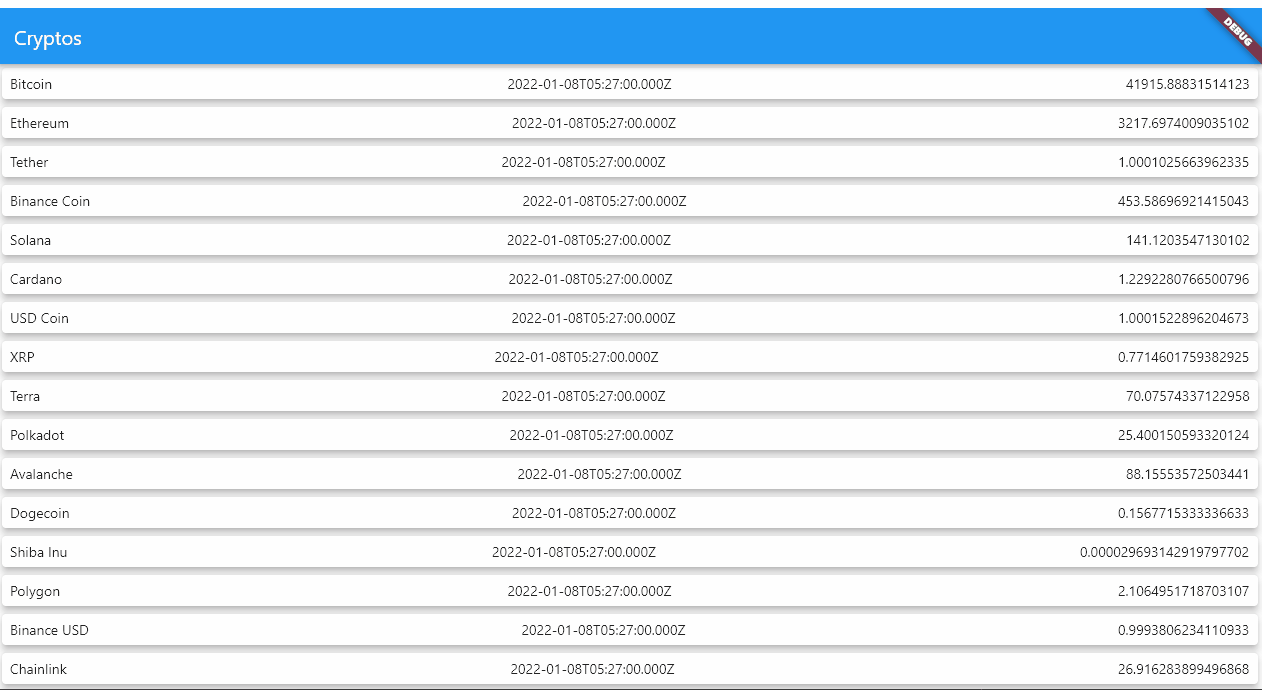 Cryptos
DEBUG
Bitcoin 2022-01-08T05:27:00.000Z 41915.88831514123
Ethereum 2022-01-08T05:27:00.000Z 3217.6974009035102
Tether 2022-01-08T05:27:00.000Z 1.0001025663962335
Binance Coin 2022-01-08T05:27:00.000Z 453.58696921415043
Solana 2022-01-08T05:27:00.000Z 141.1203547130102
Cardano 2022-01-08T05:27:00.000Z 1.2292280766500796
USD Coin 2022-01-08T05:27:00.000Z 1.0001522896204673
XRP 2022-01-08T05:27:00.000Z 0.7714601759382925
Terra 2022-01-08T05:27:00.000Z 70.07574337122958
Polkadot 2022-01-08T05:27:00.000Z 25.400150593320124
Avalanche 2022-01-08T05:27:00.000Z 88.15553572503441
Dogecoin 2022-01-08T05:27:00.000Z 0.1567715333336633
Shiba Inu 2022-01-08T05:27:00.000Z 0.000029693142919797702
Polygon 2022-01-08T05:27:00.000Z 2.1064951718703107
Binance USD 2022-01-08T05:27:00.000Z 0.9993806234110933
Chainlink 2022-01-08T05:27:00.000Z 26.916283899496868